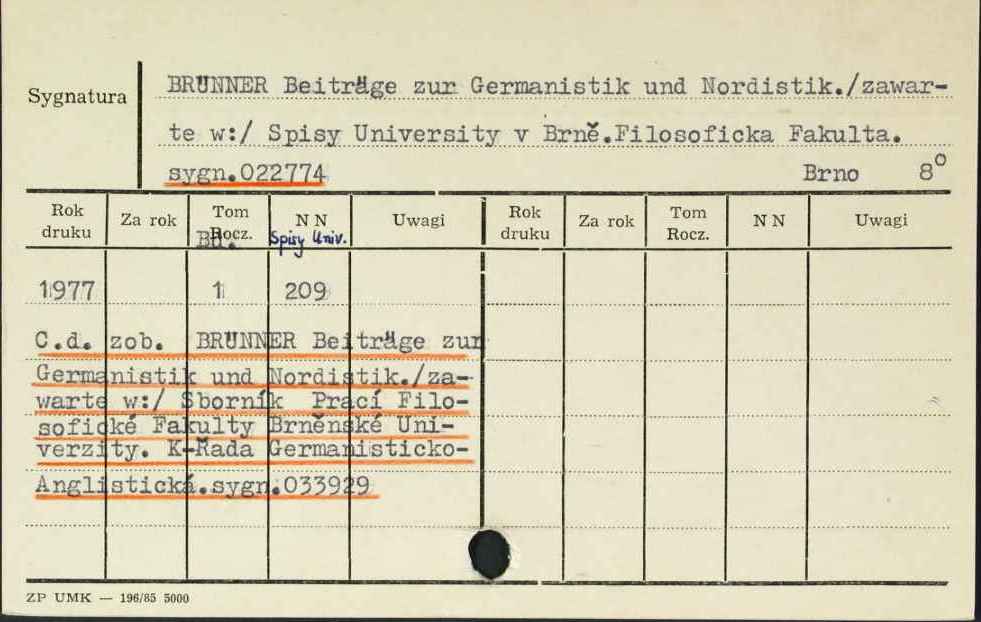 Sygnatura
BRÜNNER Beiträge zur Germanistik und Nordistik./zawar-
te w:/ Spisy University v Brně.Filosoficka Fakulta.
sygn.022774 Brno 8°
Rok druku Za rok Tom Rocz. N N Uwagi Rok druku Za rok Tom Rocz. N N Uwagi
Bd. Spisy Univ.
1977 1 209
C.d. zob. BRÜNNER Beiträge zur
Germanistik und Nordistik./za-
warte w:/ Sborník Prací Filo-
sofické Fakulty Brněnské Uni-
verzity. K-Řada Germanisticko-
Anglistická.sygn.033929
ZP UMK — 196/85 5000